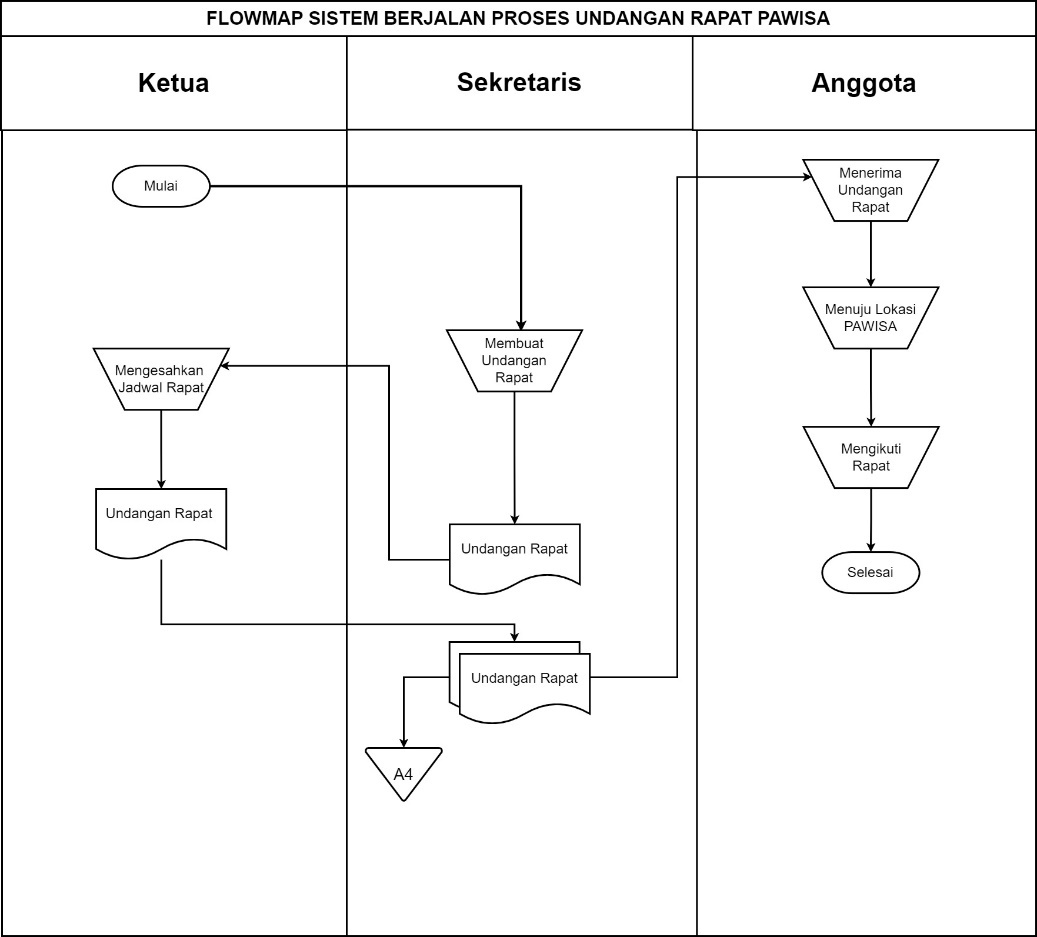 FLOWMAP SISTEM BERJALAN PROSES UNDANGAN RAPAT PAWISA
Ketua
Sekretaris
Anggota
Mulai
Membuat
Undangan
Rapat
Undangan Rapat
Mengesahkan
Jadwal Rapat
Undangan Rapat
Undangan Rapat
A4
Menerima
Undangan
Rapat
Menuju Lokasi
PAWISA
Mengikuti
Rapat
Selesai